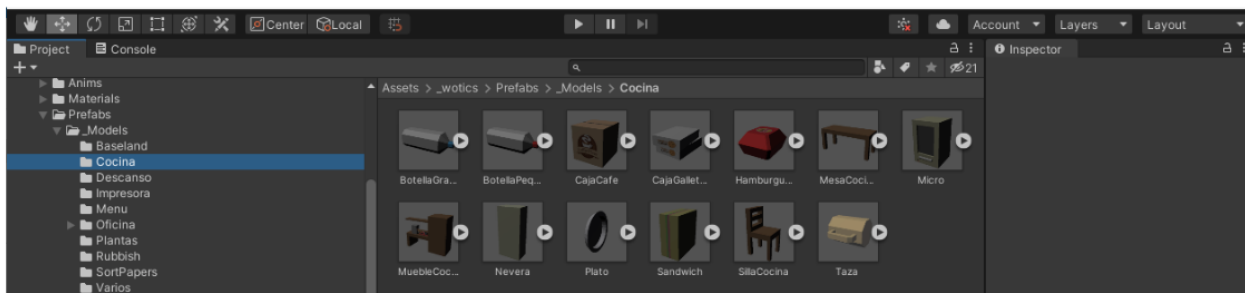 Center Local Account Layers Layout
Project Console Inspector
21
Anims
Materials
Prefabs
_Models
Baseland
Cocina
Descanso
Impresora
Menu
Oficina
Plantas
Rubbish
SortPapers
Varios
Assets > _wotics > Prefabs > _Models > Cocina
BotellaGra... BotellaPeq... CajaCafe CajaGallet... Hamburgu... MesaCoci... Micro
MuebleCoc... Nevera Plato Sandwich SillaCocina Taza